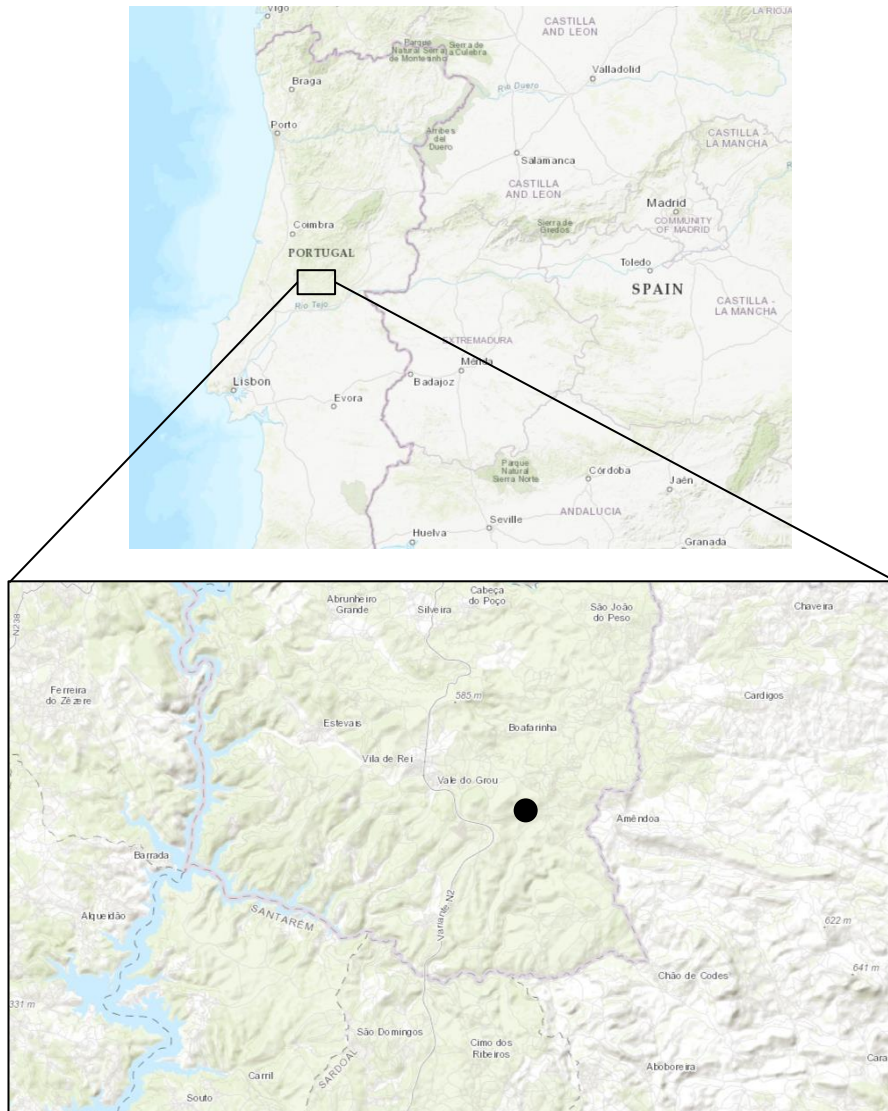 Vigo
CASTILLA
AND LEON
LA RIOJA
Parque
Natural Serra
de Montesinho
Sierra de
la Culebra
Braga
Valladolid
Rio Duero
Porto
Arribes
del
Duero
CASTILLA -
LA MANCHA
Salamanca
CASTILLA
AND LEON
Madrid
COMMUNITY
OF MADRID
Coimbra
Sierra de
Gredos
PORTUGAL
Toledo
SPAIN
CASTILLA -
LA MANCHA
Rio Tejo
EXTREMADURA
Merida
Lisbon
Badajoz
Evora
Parque
Natural
Sierra Norte
Córdoba
Jaén
ANDALUCIA
Seville
Huelva
Granada
N238
Abrunheiro
Grande
Silveira
Cabeça
do Poço
São João
do Peso
Chaveira
Ferreira
do Zêzere
585 m
Cardigos
Estevais
Boafarinha
Vila de Rei
Vale do Grou
Amêndoa
Barrada
SANTARÉM
Variante N2
Alqueidão
622 m
331 m
Chão de Codes
641 m
São Domingos
Cimo dos
Ribeiros
SARDOAL
Carril
Aboboreira
Cara
Souto